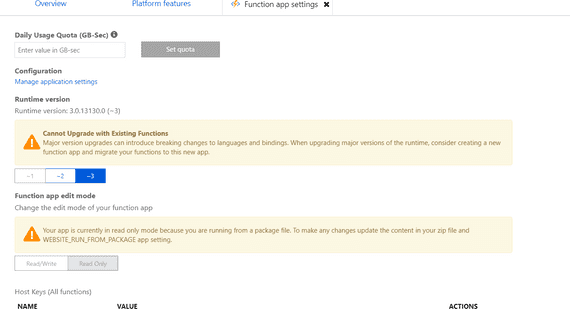 Overview Platform features Function app settings
Daily Usage Quota (GB-Sec)
Enter value in GB-sec Set quota
Configuration
Manage application settings
Runtime version
Runtime version: 3.0.13130.0 (~3)
Cannot Upgrade with Existing Functions
Major version upgrades can introduce breaking changes to languages and bindings. When upgrading major versions of the runtime, consider creating a new
function app and migrate your functions to this new app.
~1 ~2 ~3
Function app edit mode
Change the edit mode of your function app
Your app is currently in read only mode because you are running from a package file. To make any changes update the content in your zip file and
WEBSITE_RUN_FROM_PACKAGE app setting.
Read/Write Read Only
Host Keys (All functions)
NAME VALUE ACTIONS